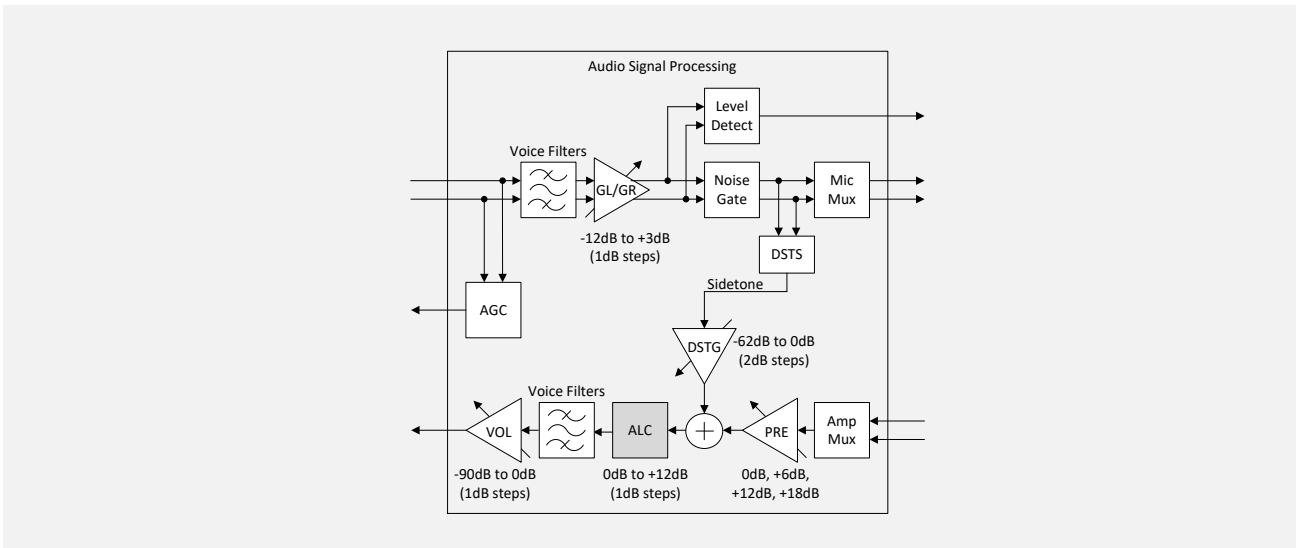 Audio Signal Processing
Level
Detect
Voice Filters
GL/GR
Noise
Gate
Mic
Mux
-12dB to +3dB
(1dB steps)
DSTS
Sidetone
AGC
DSTG
-62dB to 0dB
(2dB steps)
Voice Filters
VOL
ALC
PRE
Amp
Mux
-90dB to 0dB
(1dB steps)
0dB to +12dB
(1dB steps)
0dB, +6dB,
+12dB, +18dB